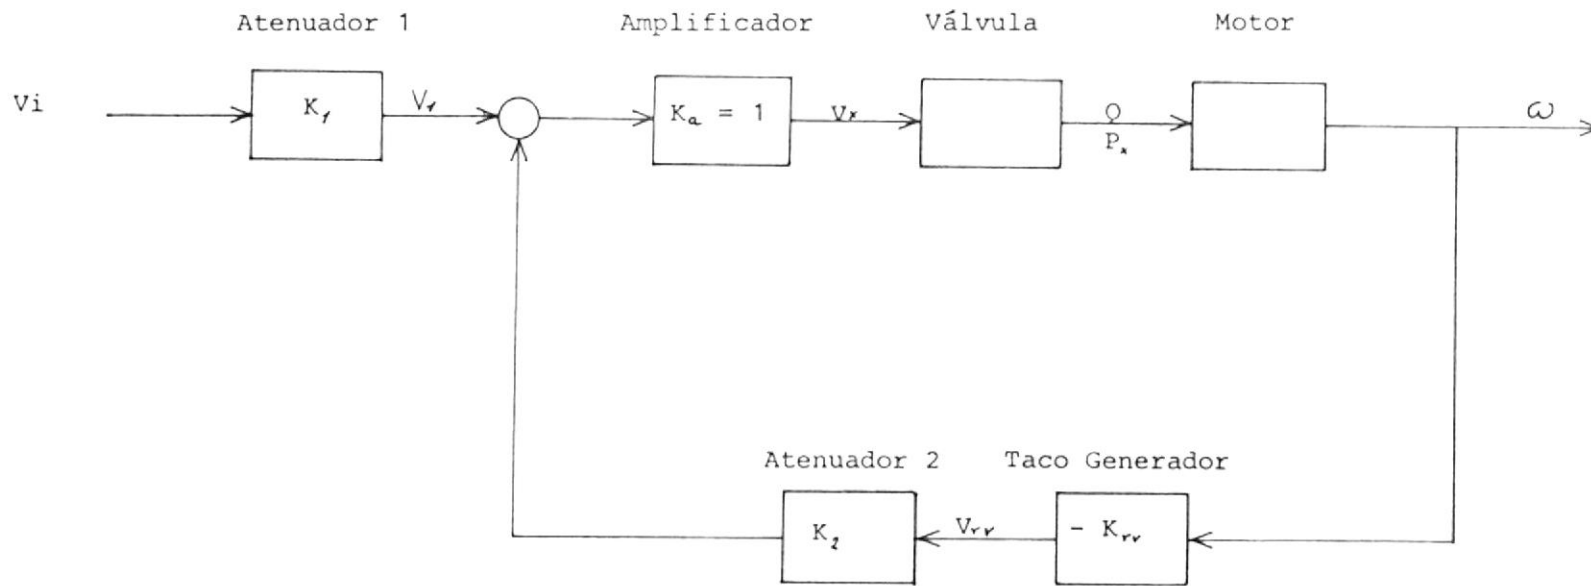 Atenuador 1
Amplificador
Válvula
Motor
Vi
K₁
V₁
Kₐ = 1
Vx
Q
Pₓ
ω
Atenuador 2
Taco Generador
K₂
Vᵣᵥ
- Kᵣᵥ